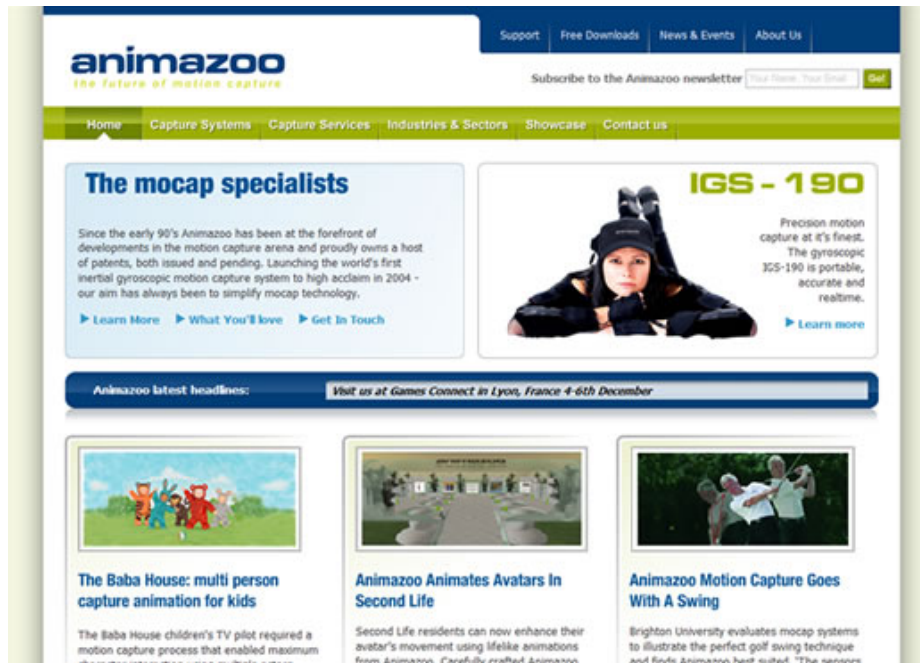 Support Free Downloads News & Events About Us
animazoo
the future of motion capture
Subscribe to the Animazoo newsletter Your Name Your Email Go!
Home Capture Systems Capture Services Industries & Sectors Showcase Contact us
The mocap specialists
Since the early 90's Animazoo has been at the forefront of
developments in the motion capture arena and proudly owns a host
of patents, both issued and pending. Launching the world's first
inertial gyroscopic motion capture system to high acclaim in 2004 -
our aim has always been to simplify mocap technology.
Learn More What You'll love Get In Touch
IGS - 190
Precision motion
capture at it's finest.
The gyroscopic
IGS-190 is portable,
accurate and
realtime.
Learn more
Animazoo latest headlines: Visit us at Games Connect in Lyon, France 4-6th December
The Baba House: multi person
capture animation for kids
The Baba House children's TV pilot required a
motion capture process that enabled maximum
Animazoo Animates Avatars In
Second Life
Second Life residents can now enhance their
avatar's movement using lifelike animations
from Animazoo. Carefully crafted Animazoo
Animazoo Motion Capture Goes
With A Swing
Brighton University evaluates mocap systems
to illustrate the perfect golf swing technique
and finds Animazoo best suited. "The sensors